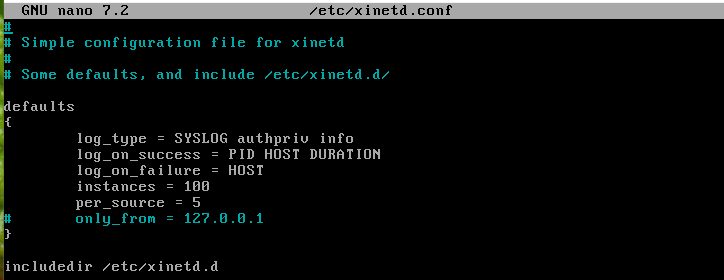 GNU nano 7.2 /etc/xinetd.conf
#
# Simple configuration file for xinetd
#
# Some defaults, and include /etc/xinetd.d/
defaults
{
log_type = SYSLOG authpriv info
log_on_success = PID HOST DURATION
log_on_failure = HOST
instances = 100
per_source = 5
# only_from = 127.0.0.1
}
includedir /etc/xinetd.d